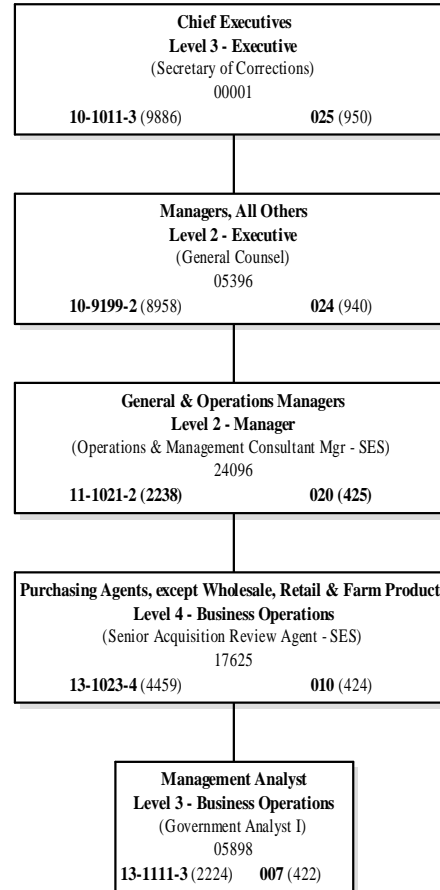 Chief Executives
Level 3 - Executive
(Secretary of Corrections)
00001
10-1011-3 (9886) 025 (950)
Managers, All Others
Level 2 - Executive
(General Counsel)
05396
10-9199-2 (8958) 024 (940)
General & Operations Managers
Level 2 - Manager
(Operations & Management Consultant Mgr - SES)
24096
11-1021-2 (2238) 020 (425)
Purchasing Agents, except Wholesale, Retail & Farm Product
Level 4 - Business Operations
(Senior Acquisition Review Agent - SES)
17625
13-1023-4 (4459) 010 (424)
Management Analyst
Level 3 - Business Operations
(Government Analyst I)
05898
13-1111-3 (2224) 007 (422)